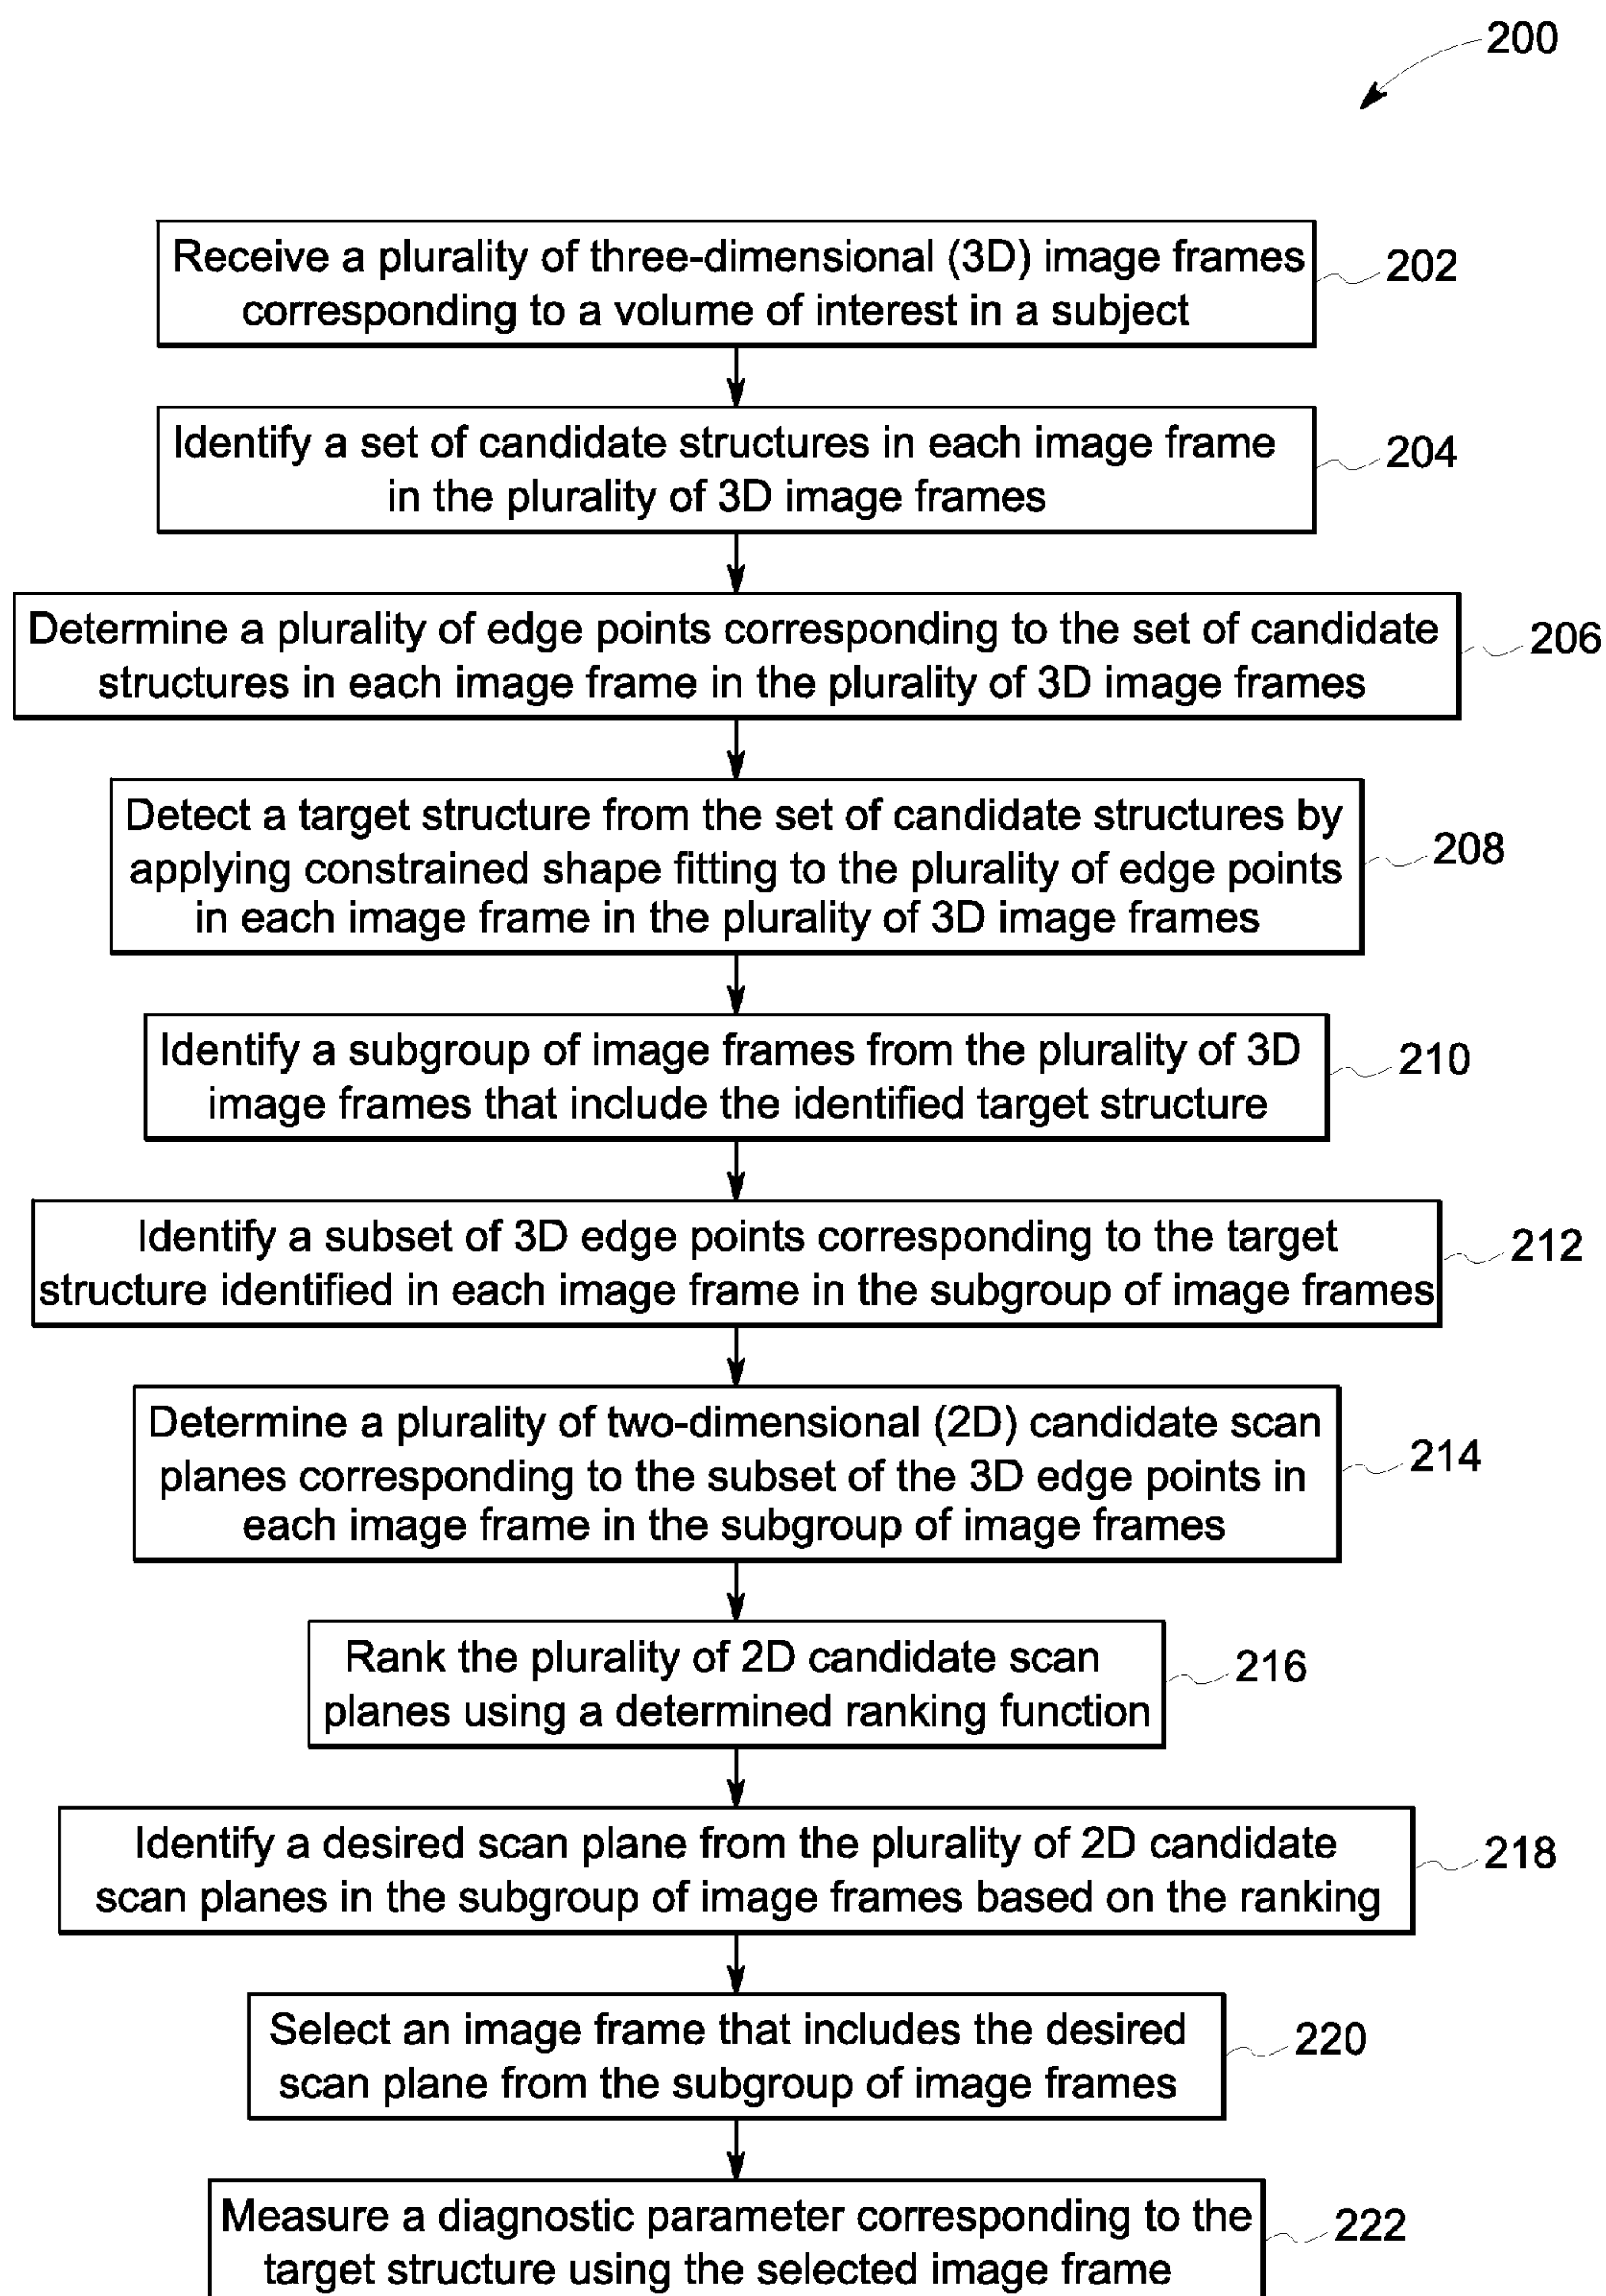 200
Receive a plurality of three-dimensional (3D) image frames
corresponding to a volume of interest in a subject
202
Identify a set of candidate structures in each image frame
in the plurality of 3D image frames
204
Determine a plurality of edge points corresponding to the set of candidate
structures in each image frame in the plurality of 3D image frames
206
Detect a target structure from the set of candidate structures by
applying constrained shape fitting to the plurality of edge points
in each image frame in the plurality of 3D image frames
208
Identify a subgroup of image frames from the plurality of 3D
image frames that include the identified target structure
210
Identify a subset of 3D edge points corresponding to the target
structure identified in each image frame in the subgroup of image frames
212
Determine a plurality of two-dimensional (2D) candidate scan
planes corresponding to the subset of the 3D edge points in
each image frame in the subgroup of image frames
214
Rank the plurality of 2D candidate scan
planes using a determined ranking function
216
Identify a desired scan plane from the plurality of 2D candidate
scan planes in the subgroup of image frames based on the ranking
218
Select an image frame that includes the desired
scan plane from the subgroup of image frames
220
Measure a diagnostic parameter corresponding to the
target structure using the selected image frame
222